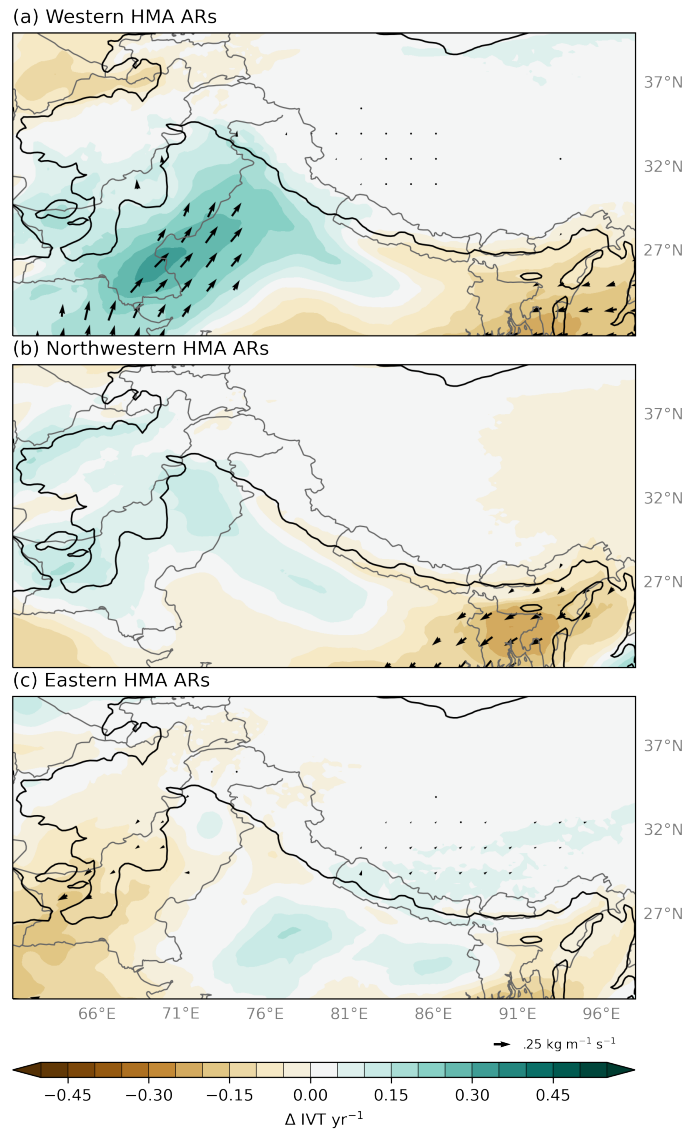 (a) Western HMA ARs
37°N
32°N
27°N
(b) Northwestern HMA ARs
37°N
32°N
27°N
(c) Eastern HMA ARs
37°N
32°N
27°N
66°E 71°E 76°E 81°E 86°E 91°E 96°E
.25 kg m⁻¹ s⁻¹
−0.45 −0.30 −0.15 0.00 0.15 0.30 0.45
Δ IVT yr⁻¹